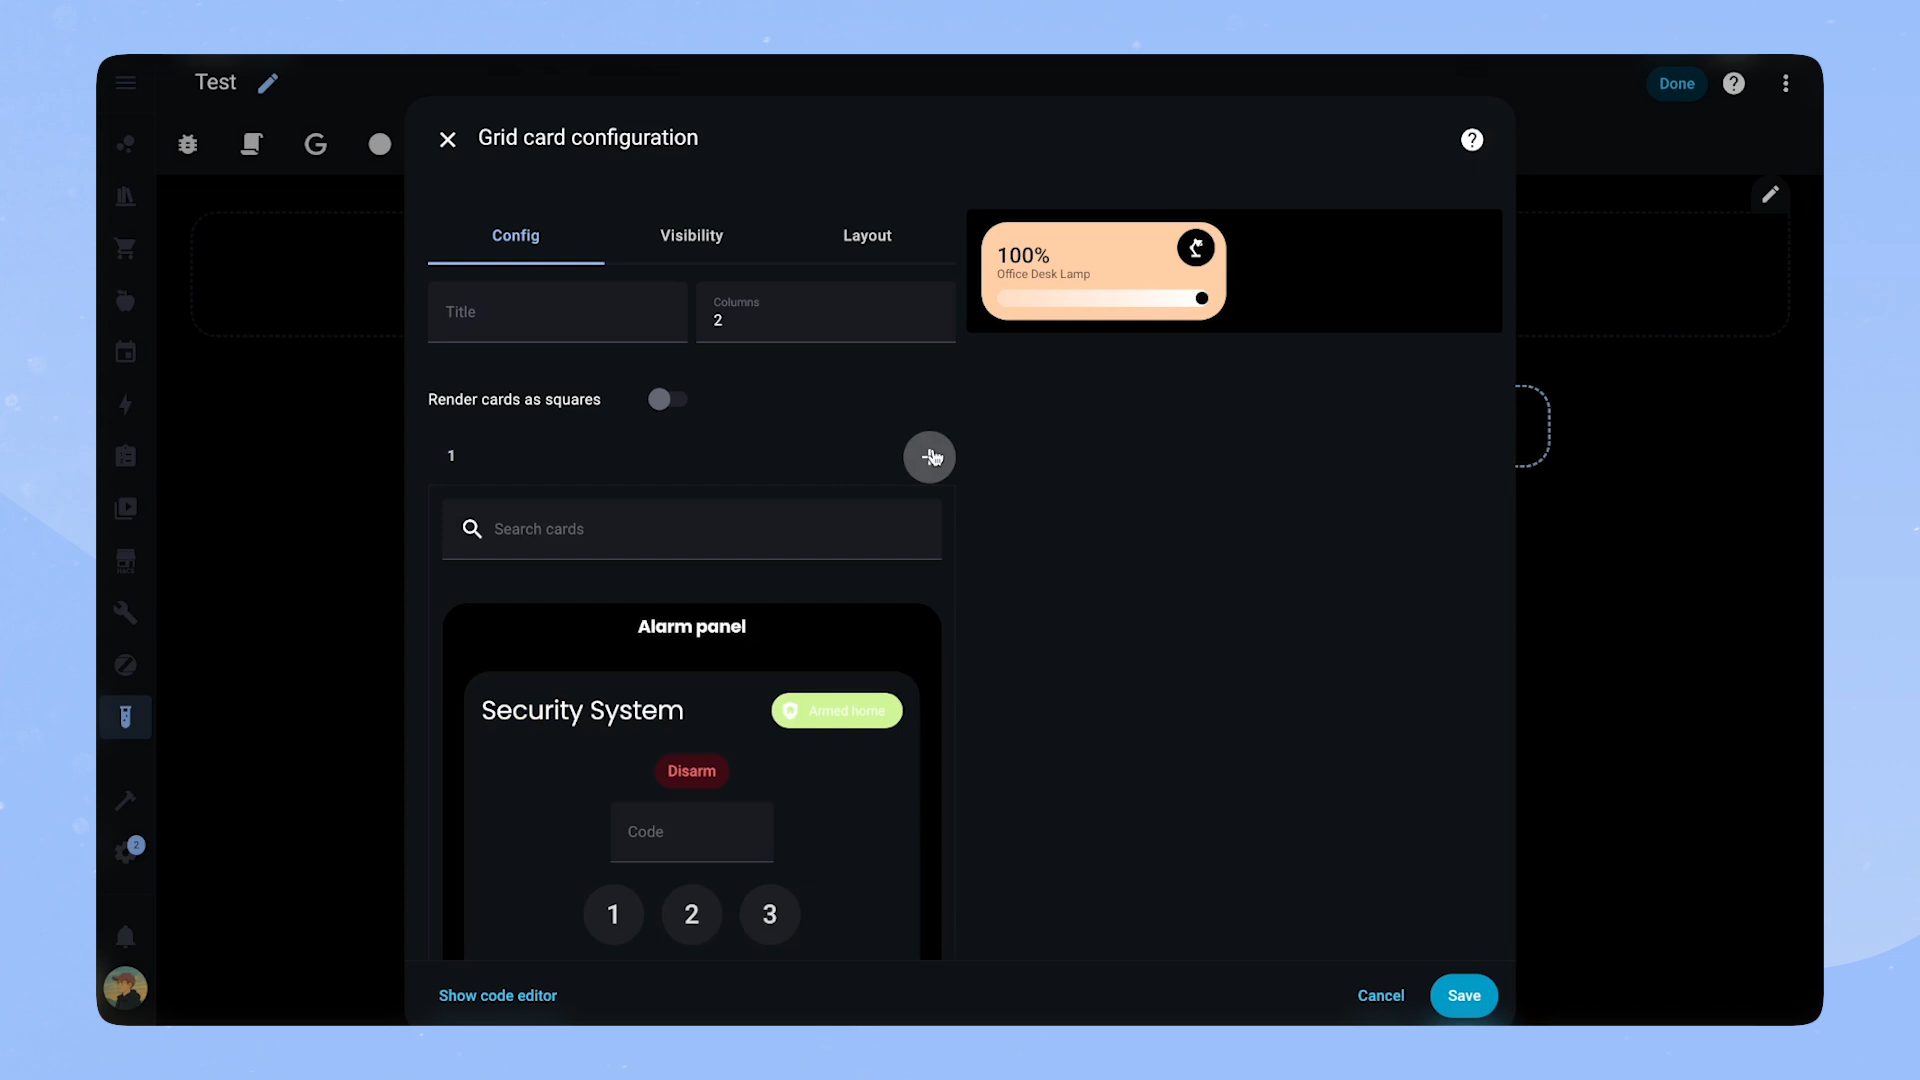 Test
Done
Grid card configuration
Config
Visibility
Layout
100%
Office Desk Lamp
Title
Columns
2
Render cards as squares
1
Search cards
HACS
Alarm panel
Security System
Armed home
Disarm
Code
2
1 2 3
Show code editor
Cancel
Save